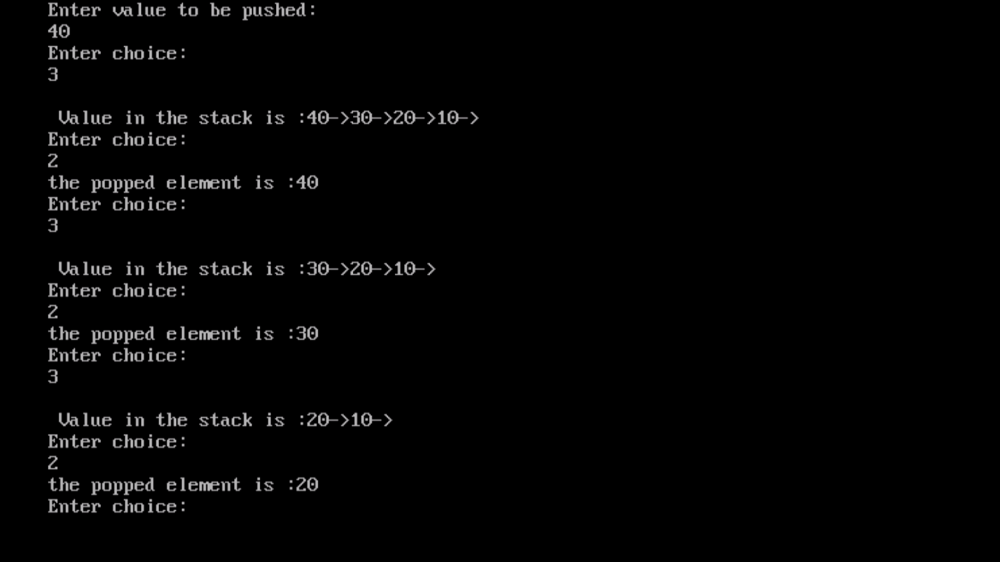 Enter value to be pushed:
40
Enter choice:
3
Value in the stack is :40->30->20->10->
Enter choice:
2
the popped element is :40
Enter choice:
3
Value in the stack is :30->20->10->
Enter choice:
2
the popped element is :30
Enter choice:
3
Value in the stack is :20->10->
Enter choice:
2
the popped element is :20
Enter choice: